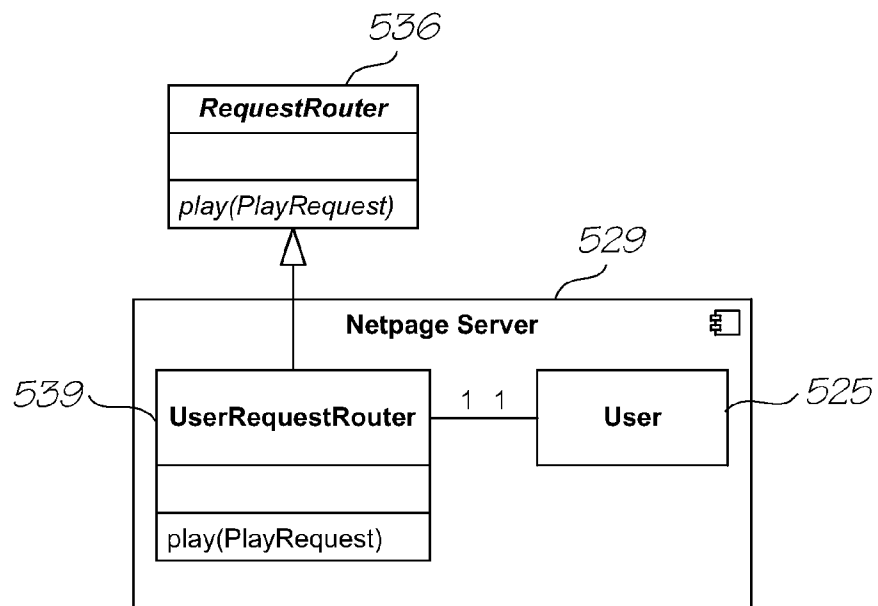 536
RequestRouter
play(PlayRequest)
529
Netpage Server
539
UserRequestRouter
1 1
User
525
play(PlayRequest)